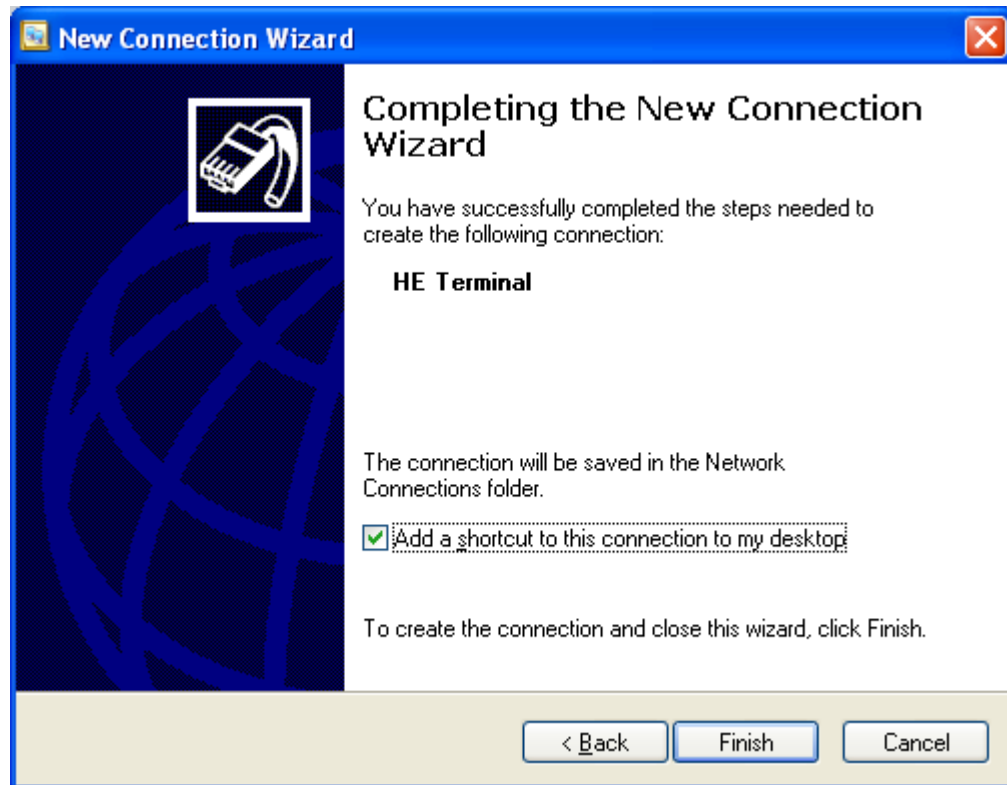 New Connection Wizard
Completing the New Connection
Wizard
You have successfully completed the steps needed to
create the following connection:
HE Terminal
The connection will be saved in the Network
Connections folder.
Add a shortcut to this connection to my desktop
To create the connection and close this wizard, click Finish.
< Back Finish Cancel